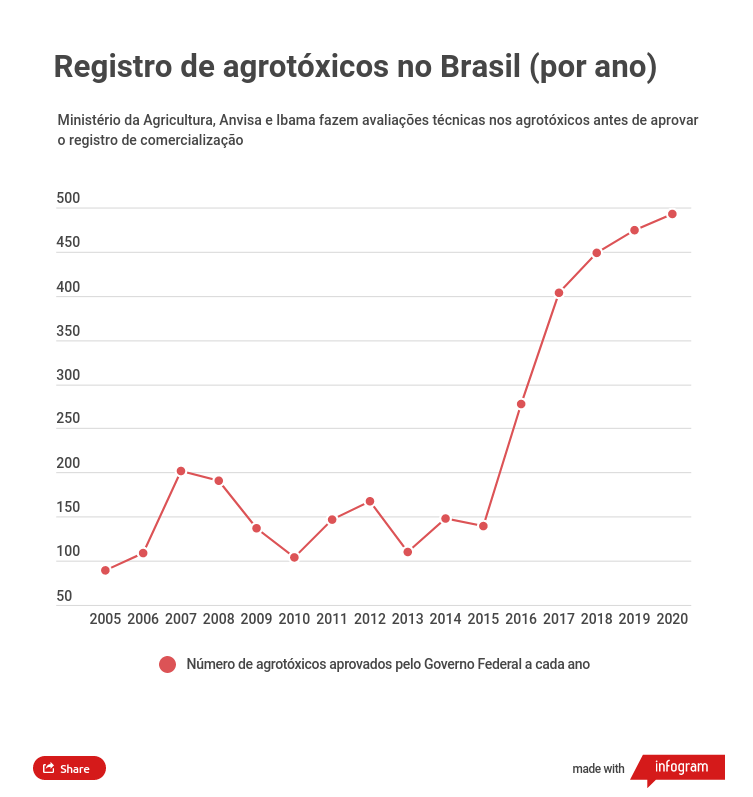 Registro de agrotóxicos no Brasil (por ano)
Ministério da Agricultura, Anvisa e Ibama fazem avaliações técnicas nos agrotóxicos antes de aprovar
o registro de comercialização
500
450
400
350
300
250
200
150
100
50
2005 2006 2007 2008 2009 2010 2011 2012 2013 2014 2015 2016 2017 2018 2019 2020
Número de agrotóxicos aprovados pelo Governo Federal a cada ano
Share
made with infogram